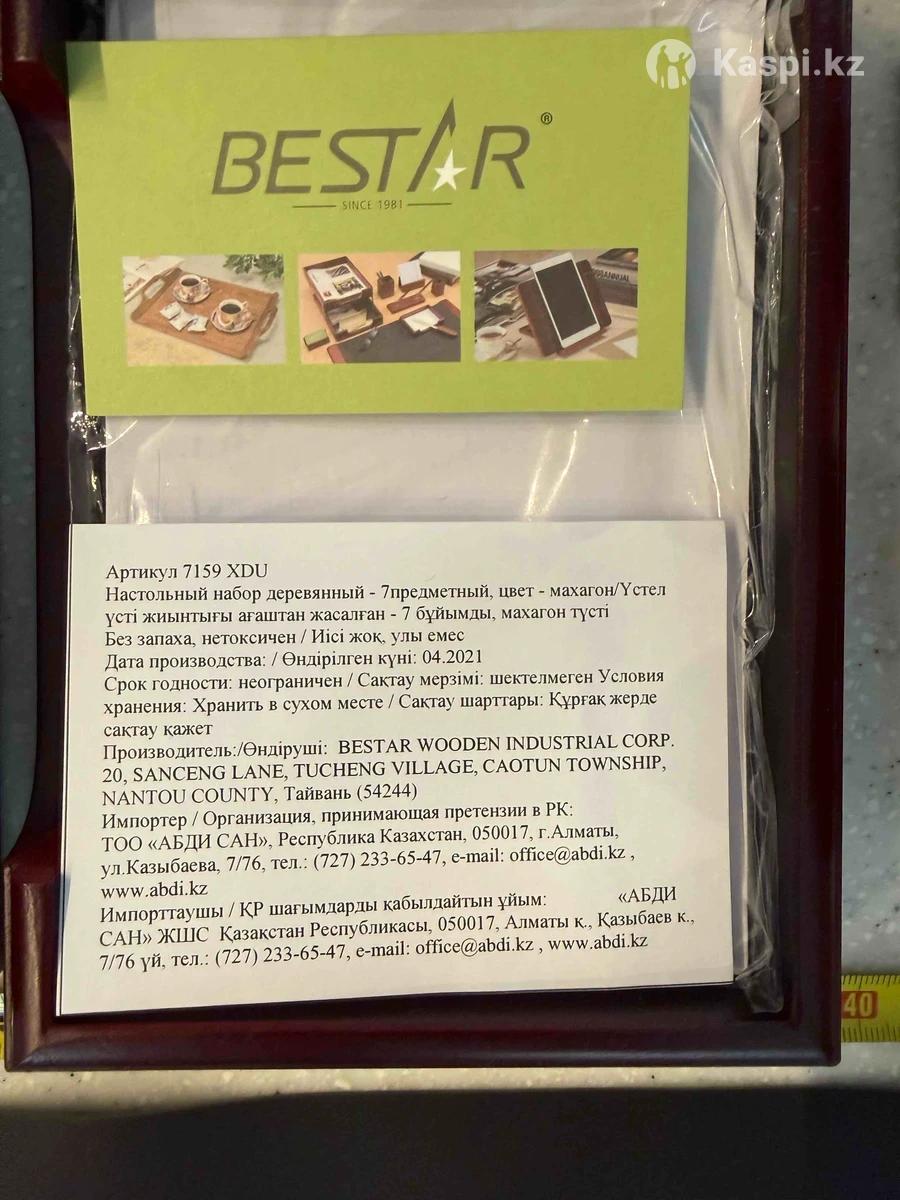 Kaspi.kz
BESTAR®
SINCE 1981
ANNUAL
Артикул 7159 XDU
Настольный набор деревянный - 7предметный, цвет - махагон/Үстел
үсті жиынтығы ағаштан жасалған - 7 бұйымды, махагон түсті
Без запаха, нетоксичен / Иісі жоқ, улы емес
Дата производства: / Өндірілген күні: 04.2021
Срок годности: неограничен / Сақтау мерзімі: шектелмеген Условия
хранения: Хранить в сухом месте / Сақтау шарттары: Құрғақ жерде
сақтау қажет
Производитель:/Өндіруші: BESTAR WOODEN INDUSTRIAL CORP.
20, SANCENG LANE, TUCHENG VILLAGE, CAOTUN TOWNSHIP,
NANTOU COUNTY, Тайвань (54244)
Импортер / Организация, принимающая претензии в РК:
ТОО «АБДИ САН», Республика Казахстан, 050017, г.Алматы,
ул.Казыбаева, 7/76, тел.: (727) 233-65-47, e-mail: office@abdi.kz ,
www.abdi.kz
Импорттаушы / ҚР шағымдарды қабылдайтын ұйым: «АБДИ
САН» ЖШС Қазақстан Республикасы, 050017, Алматы қ., Қазыбаев к.,
7/76 үй, тел.: (727) 233-65-47, e-mail: office@abdi.kz , www.abdi.kz
40